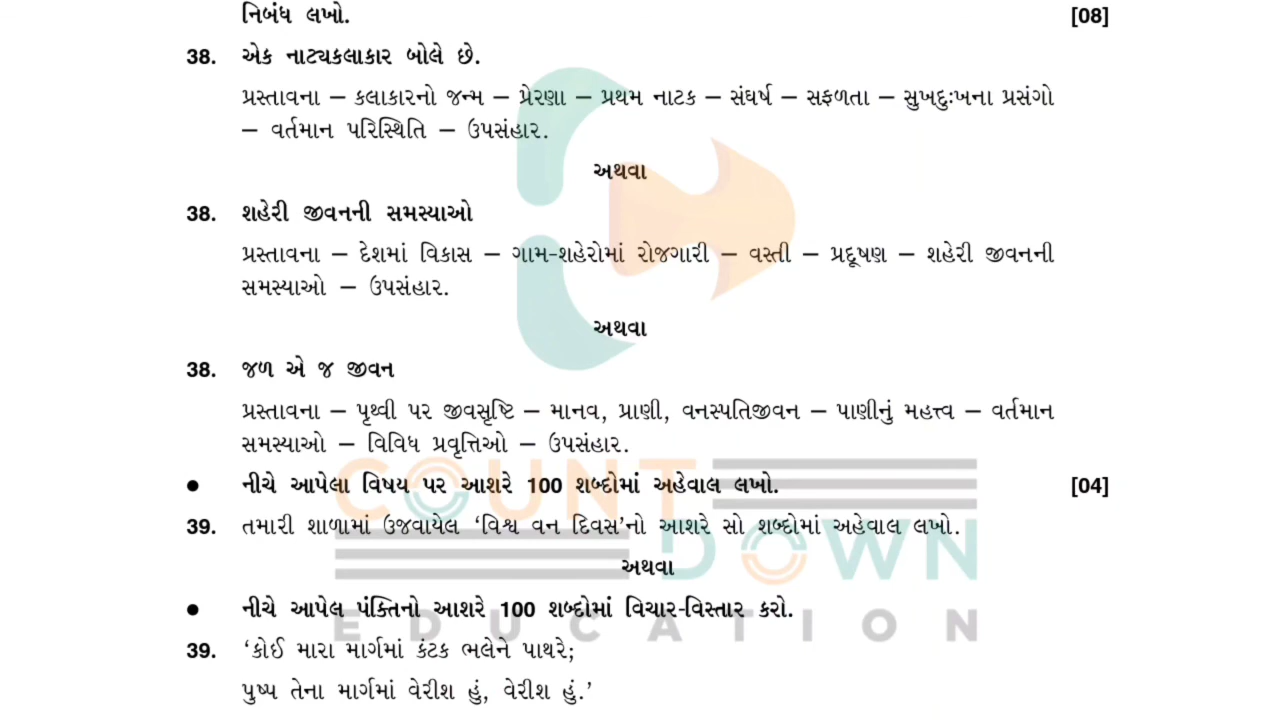 નિબંધ લખો. [08]
38. એક નાટ્યકલાકાર બોલે છે.
પ્રસ્તાવના – કલાકારનો જન્મ – પ્રેરણા – પ્રથમ નાટક – સંઘર્ષ – સફળતા – સુખદુઃખના પ્રસંગો
– વર્તમાન પરિસ્થિતિ – ઉપસંહાર.
અથવા
38. શહેરી જીવનની સમસ્યાઓ
પ્રસ્તાવના – દેશમાં વિકાસ – ગામ-શહેરોમાં રોજગારી – વસ્તી – પ્રદૂષણ – શહેરી જીવનની
સમસ્યાઓ – ઉપસંહાર.
અથવા
38. જળ એ જ જીવન
પ્રસ્તાવના – પૃથ્વી પર જીવસૃષ્ટિ – માનવ, પ્રાણી, વનસ્પતિજીવન – પાણીનું મહત્ત્વ – વર્તમાન
સમસ્યાઓ – વિવિધ પ્રવૃત્તિઓ – ઉપસંહાર.
COUNT
● નીચે આપેલા વિષય પર આશરે 100 શબ્દોમાં અહેવાલ લખો. [04]
39. તમારી શાળામાં ઉજવાયેલ ‘વિશ્વ વન દિવસ’નો આશરે સો શબ્દોમાં અહેવાલ લખો.
DOWN
અથવા
● નીચે આપેલ પંક્તિનો આશરે 100 શબ્દોમાં વિચાર-વિસ્તાર કરો.
EDUCATION
39. ‘કોઈ મારા માર્ગમાં કંટક ભલેને પાથરે;
પુષ્પ તેના માર્ગમાં વેરીશ હું, વેરીશ હું.’